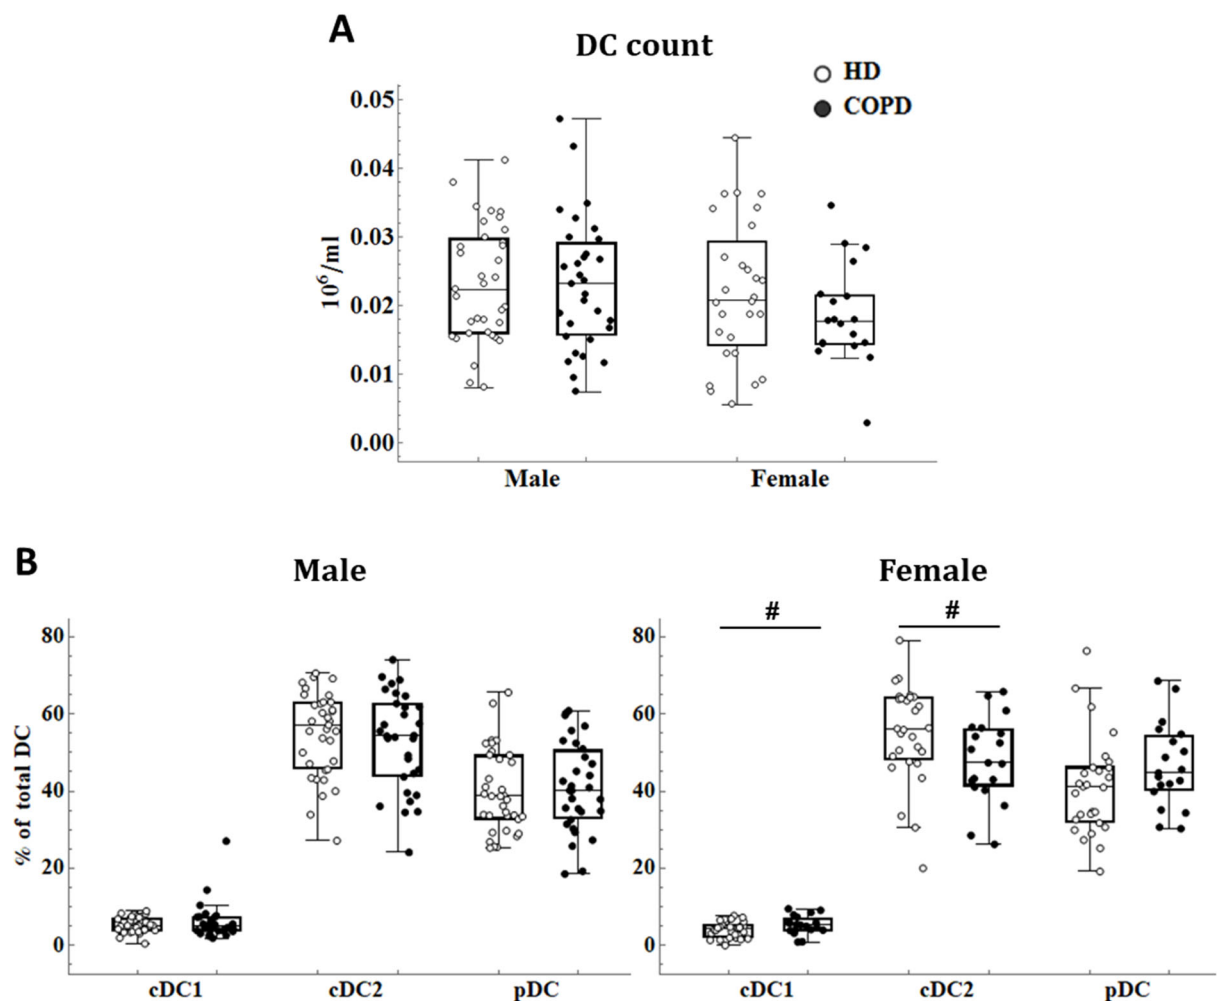 A
DC count
HD
COPD
10⁶/ml
0.05
0.04
0.03
0.02
0.01
0.00
Male
Female
B
Male
Female
% of total DC
80
60
40
20
0
cDC1
cDC2
pDC
#
#
80
60
40
20
0
cDC1
cDC2
pDC